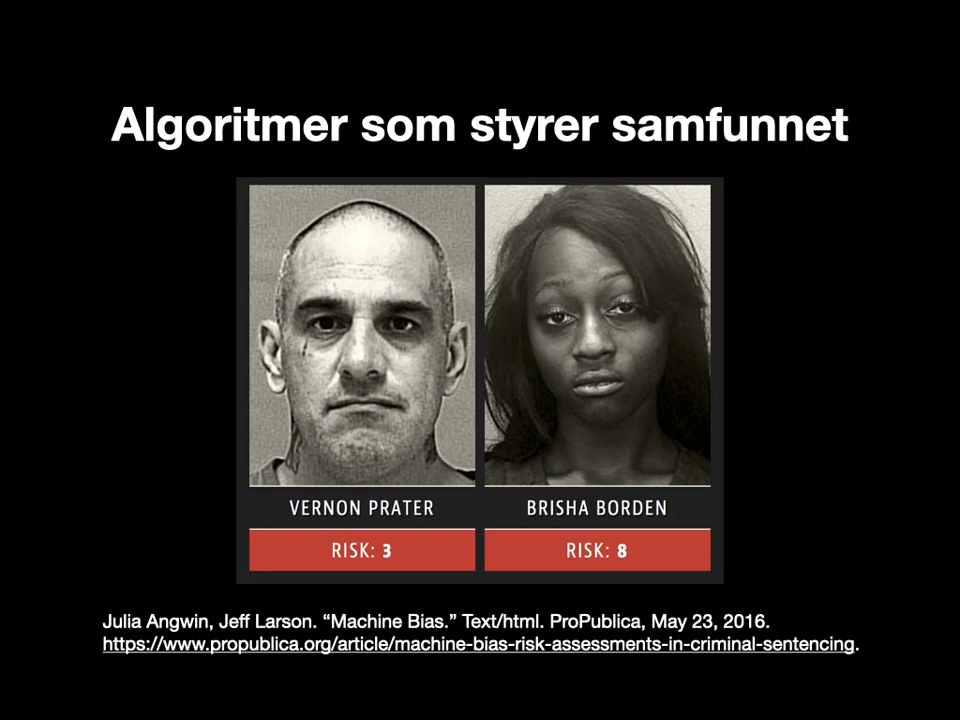 Algoritmer som styrer samfunnet
VERNON PRATER
BRISHA BORDEN
RISK: 3
RISK: 8
Julia Angwin, Jeff Larson. “Machine Bias.” Text/html. ProPublica, May 23, 2016.
https://www.propublica.org/article/machine-bias-risk-assessments-in-criminal-sentencing.